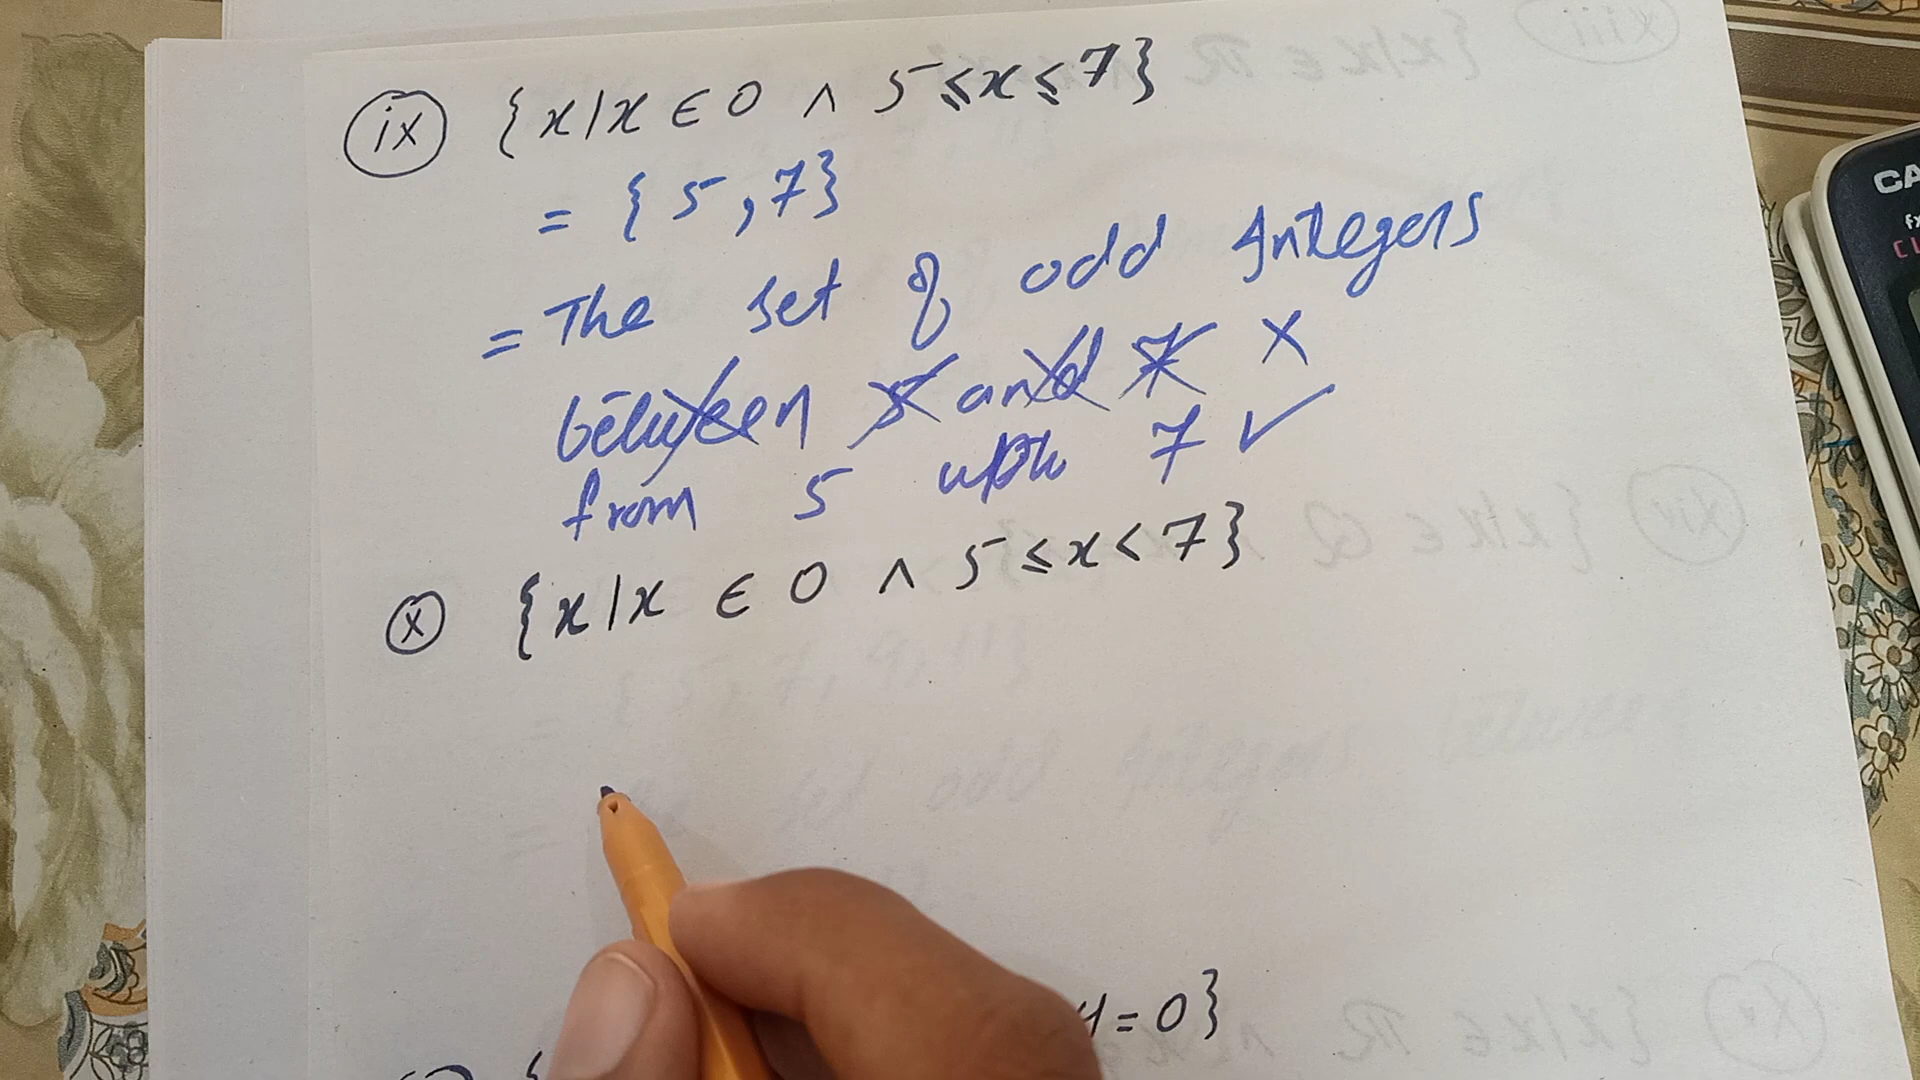 ix {x/x ∈ O ∧ 5 ≤ x ≤ 7}
= {5,7}
= The set of odd Integers
between 5 and 7 ×
from 5 upto 7 ✓
x {x/x ∈ O ∧ 5 ≤ x < 7}
4 = 0}
CA